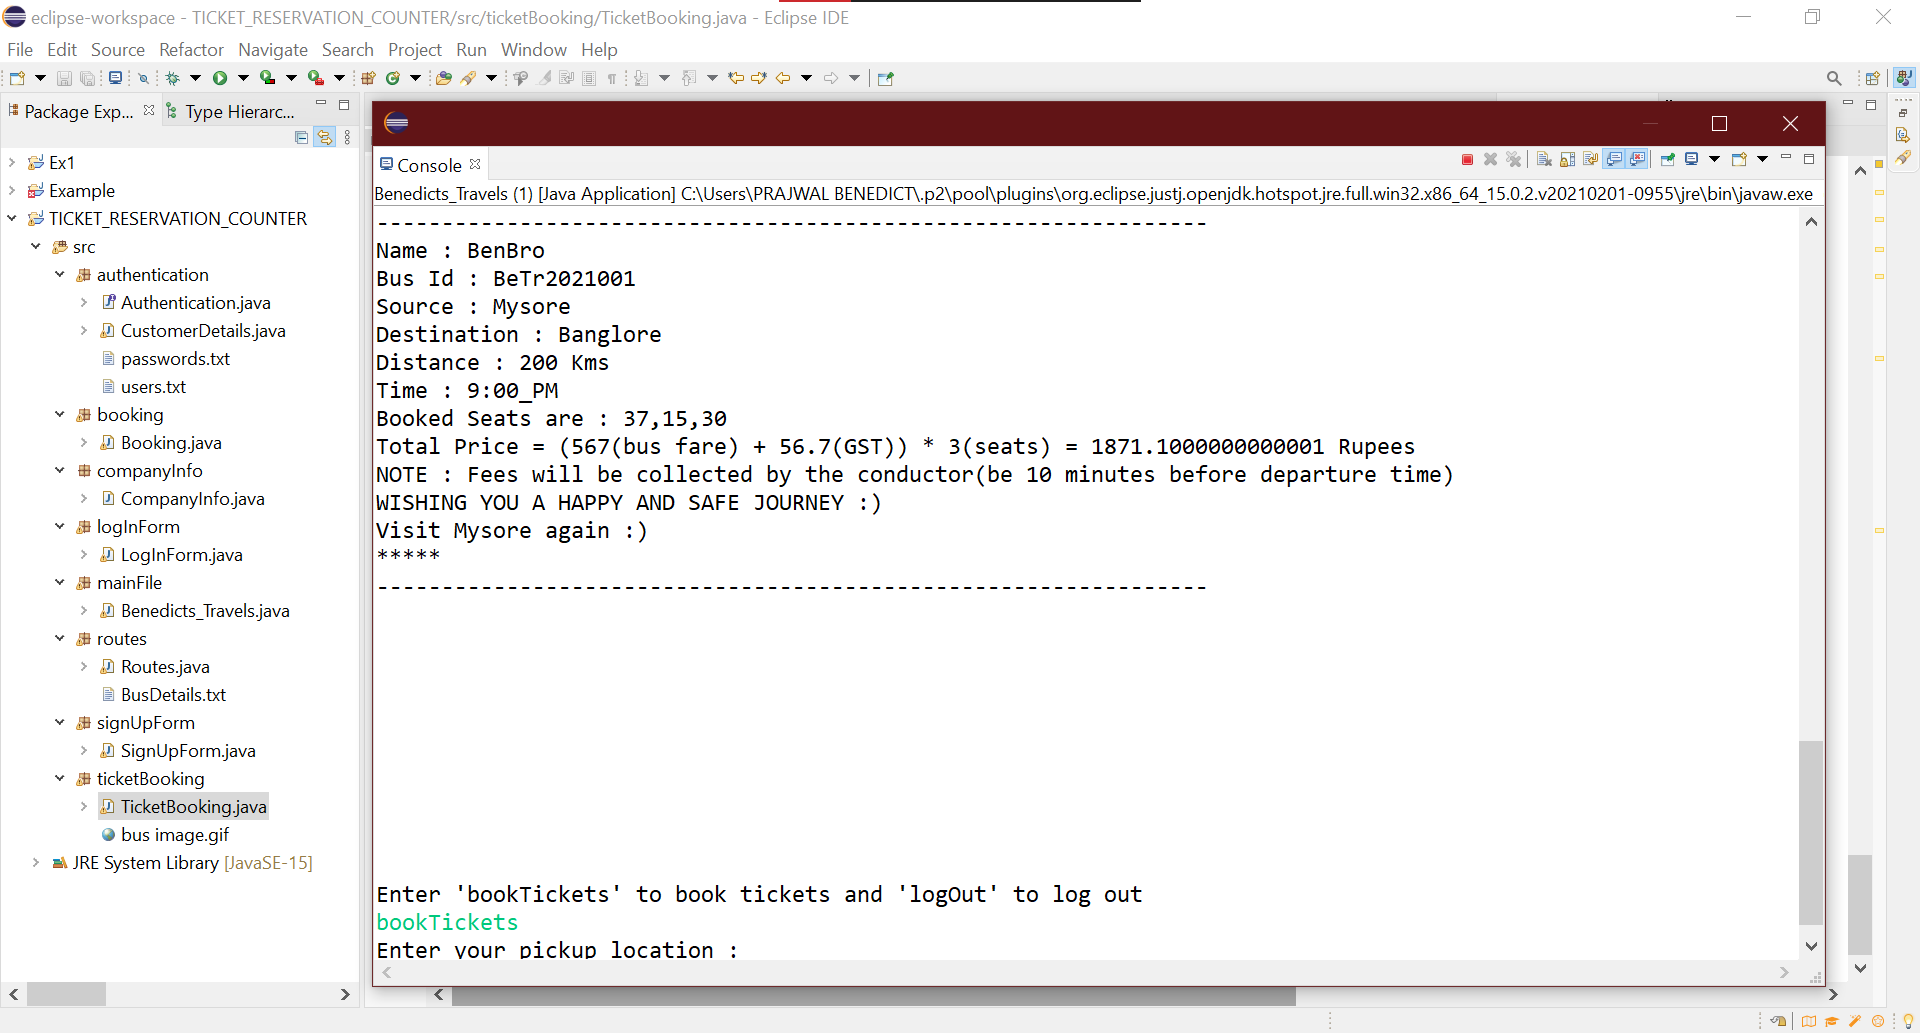 eclipse-workspace - TICKET_RESERVATION_COUNTER/src/ticketBooking/TicketBooking.java - Eclipse IDE
File Edit Source Refactor Navigate Search Project Run Window Help
Package Exp... Type Hierarc...
Ex1
Example
TICKET_RESERVATION_COUNTER
src
authentication
Authentication.java
CustomerDetails.java
passwords.txt
users.txt
booking
Booking.java
companyInfo
CompanyInfo.java
logInForm
LogInForm.java
mainFile
Benedicts_Travels.java
routes
Routes.java
BusDetails.txt
signUpForm
SignUpForm.java
ticketBooking
TicketBooking.java
bus image.gif
JRE System Library [JavaSE-15]
Console
Benedicts_Travels (1) [Java Application] C:\Users\PRAJWAL BENEDICT\.p2\pool\plugins\org.eclipse.justj.openjdk.hotspot.jre.full.win32.x86_64_15.0.2.v20210201-0955\jre\bin\javaw.exe
----------------------------------------------------------------
Name : BenBro
Bus Id : BeTr2021001
Source : Mysore
Destination : Banglore
Distance : 200 Kms
Time : 9:00_PM
Booked Seats are : 37,15,30
Total Price = (567(bus fare) + 56.7(GST)) * 3(seats) = 1871.1000000000001 Rupees
NOTE : Fees will be collected by the conductor(be 10 minutes before departure time)
WISHING YOU A HAPPY AND SAFE JOURNEY :)
Visit Mysore again :)
*****
----------------------------------------------------------------
Enter 'bookTickets' to book tickets and 'logOut' to log out
bookTickets
Enter your pickup location :